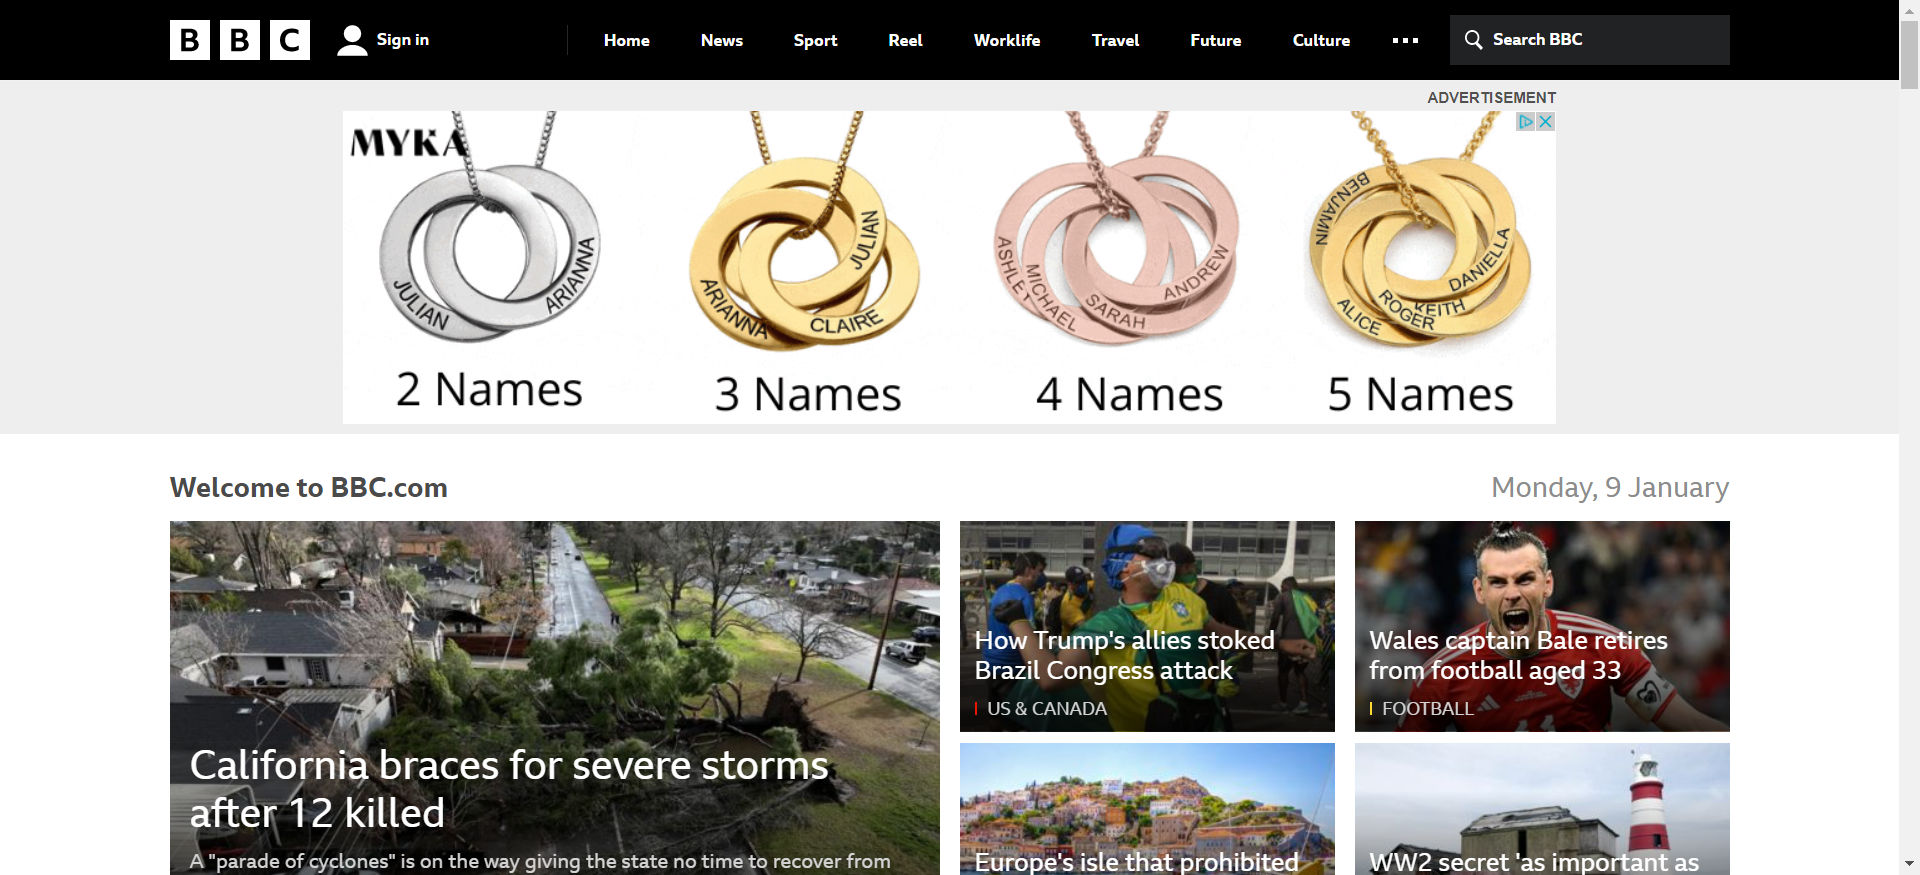 BBC
Sign in
Home
News
Sport
Reel
Worklife
Travel
Future
Culture
Search BBC
ADVERTISEMENT
MYKA
JULIAN
ARIANNA
2 Names
ARIANNA
CLAIRE
JULIAN
3 Names
ASHLEY
MICHAEL
SARAH
ANDREW
4 Names
BENJAMIN
ALICE
ROGER
KEITH
DANIELLA
5 Names
Welcome to BBC.com
Monday, 9 January
California braces for severe storms
after 12 killed
A "parade of cyclones" is on the way giving the state no time to recover from
How Trump's allies stoked
Brazil Congress attack
US & CANADA
Wales captain Bale retires
from football aged 33
FOOTBALL
Europe's isle that prohibited
WW2 secret 'as important as